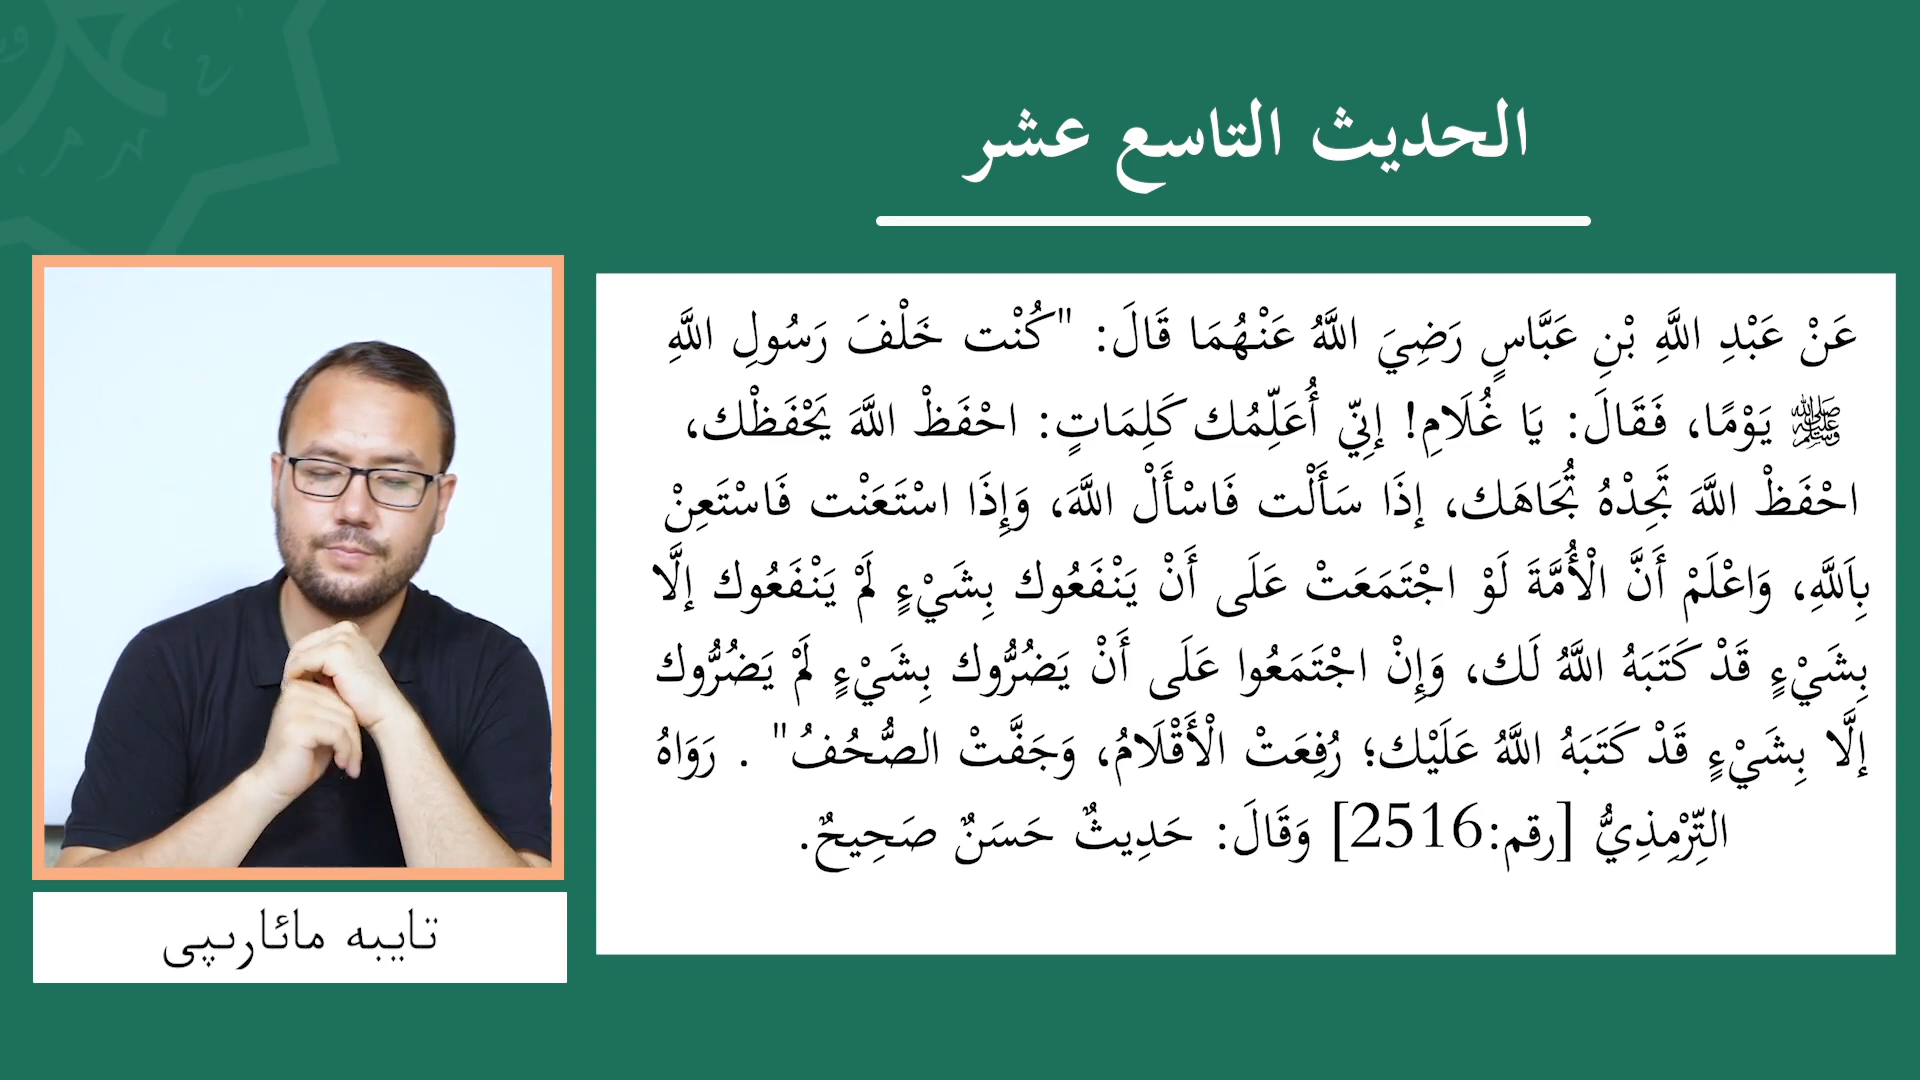 الحديث التاسع عشر
عَنْ عَبْدِ اللَّهِ بْنِ عَبَّاسٍ رَضِيَ اللَّهُ عَنْهُمَا قَالَ: "كُنْت خَلْفَ رَسُولِ اللَّهِ
ﷺ يَوْمًا، فَقَالَ: يَا غُلَامِ! إنِّي أُعَلِّمُك كَلِمَاتٍ: احْفَظْ اللَّهَ يَحْفَظْك،
احْفَظْ اللَّهَ تَجِدْهُ تُجَاهَك، إذَا سَأَلْت فَاسْأَلْ اللَّهَ، وَإِذَا اسْتَعَنْت فَاسْتَعِنْ
بِاَللَّهِ، وَاعْلَمْ أَنَّ الْأُمَّةَ لَوْ اجْتَمَعَتْ عَلَى أَنْ يَنْفَعُوك بِشَيْءٍ لَمْ يَنْفَعُوك إلَّا
بِشَيْءٍ قَدْ كَتَبَهُ اللَّهُ لَك، وَإِنْ اجْتَمَعُوا عَلَى أَنْ يَضُرُّوك بِشَيْءٍ لَمْ يَضُرُّوك
إلَّا بِشَيْءٍ قَدْ كَتَبَهُ اللَّهُ عَلَيْك؛ رُفِعَتْ الْأَقْلَامُ، وَجَفَّتْ الصُّحُفُ" . رَوَاهُ
التِّرْمِذِيُّ [رقم:2516] وَقَالَ: حَدِيثٌ حَسَنٌ صَحِيحٌ.
تايبە مائارىپى